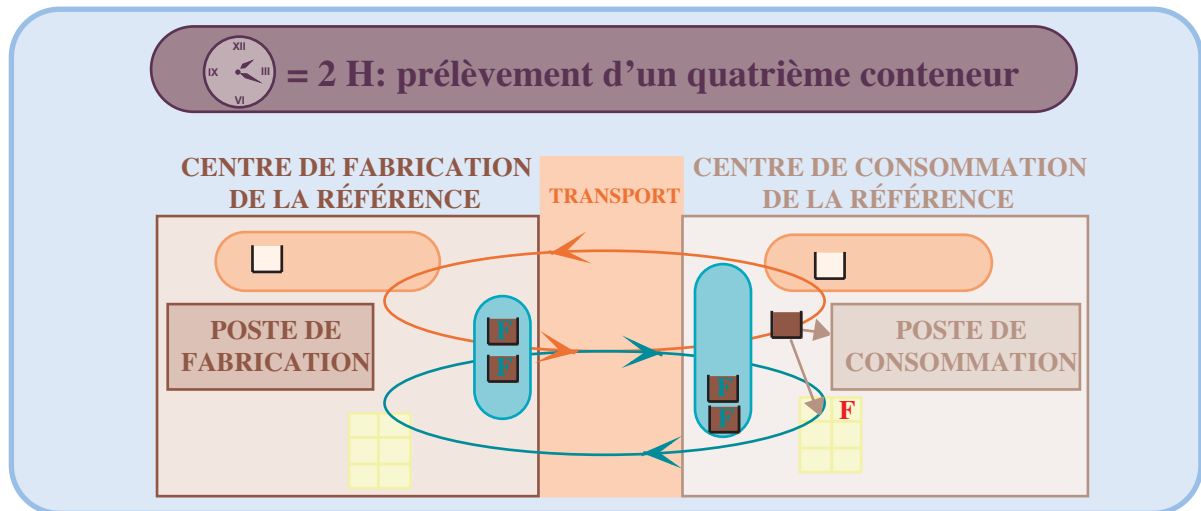 XII
IX III
VI
= 2 H: prélèvement d’un quatrième conteneur
CENTRE DE FABRICATION
DE LA RÉFÉRENCE
TRANSPORT
CENTRE DE CONSOMMATION
DE LA RÉFÉRENCE
POSTE DE
FABRICATION
F
F
F
F
POSTE DE
CONSOMMATION
F